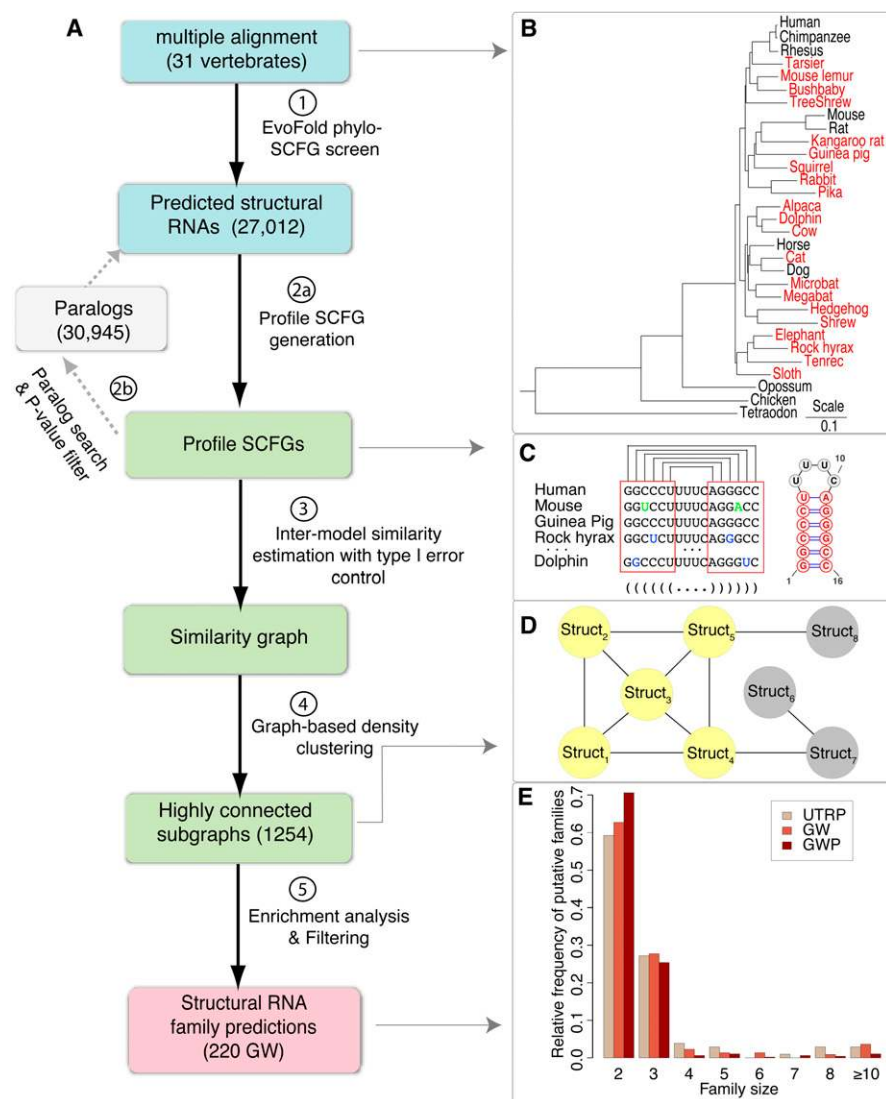 A
multiple alignment
(31 vertebrates)
1
EvoFold phylo-
SCFG screen
Predicted structural
RNAs (27,012)
2a
Profile SCFG
generation
Paralogs
(30,945)
2b
Paralog search
& P-value filter
Profile SCFGs
3
Inter-model similarity
estimation with type I error
control
Similarity graph
4
Graph-based density
clustering
Highly connected
subgraphs (1254)
5
Enrichment analysis
& Filtering
Structural RNA
family predictions
(220 GW)
B
Human
Chimpanzee
Rhesus
Tarsier
Mouse lemur
Bushbaby
TreeShrew
Mouse
Rat
Kangaroo rat
Guinea pig
Squirrel
Rabbit
Pika
Alpaca
Dolphin
Cow
Horse
Cat
Dog
Microbat
Megabat
Hedgehog
Shrew
Elephant
Rock hyrax
Tenrec
Sloth
Opossum
Chicken
Tetraodon
Scale
0.1
C
Human GGCCCUUUUCAGGGCC
Mouse GGUCCUUUUCAGGACC
Guinea Pig GGCCCUUUUCAGGGCC
Rock hyrax GGCUCUUUUCAGGGCC
... ...
Dolphin GGCCCUUUUCAGGGUC
((((((....))))))
U U U C 10
U A
C G
C G
C G
G C
G C
1 16
D
Struct2
Struct5
Struct8
Struct3
Struct6
Struct1
Struct4
Struct7
E
Relative frequency of putative families
0.7
0.6
0.5
0.4
0.3
0.2
0.1
0.0
UTRP
GW
GWP
2 3 4 5 6 7 8 ≥10
Family size